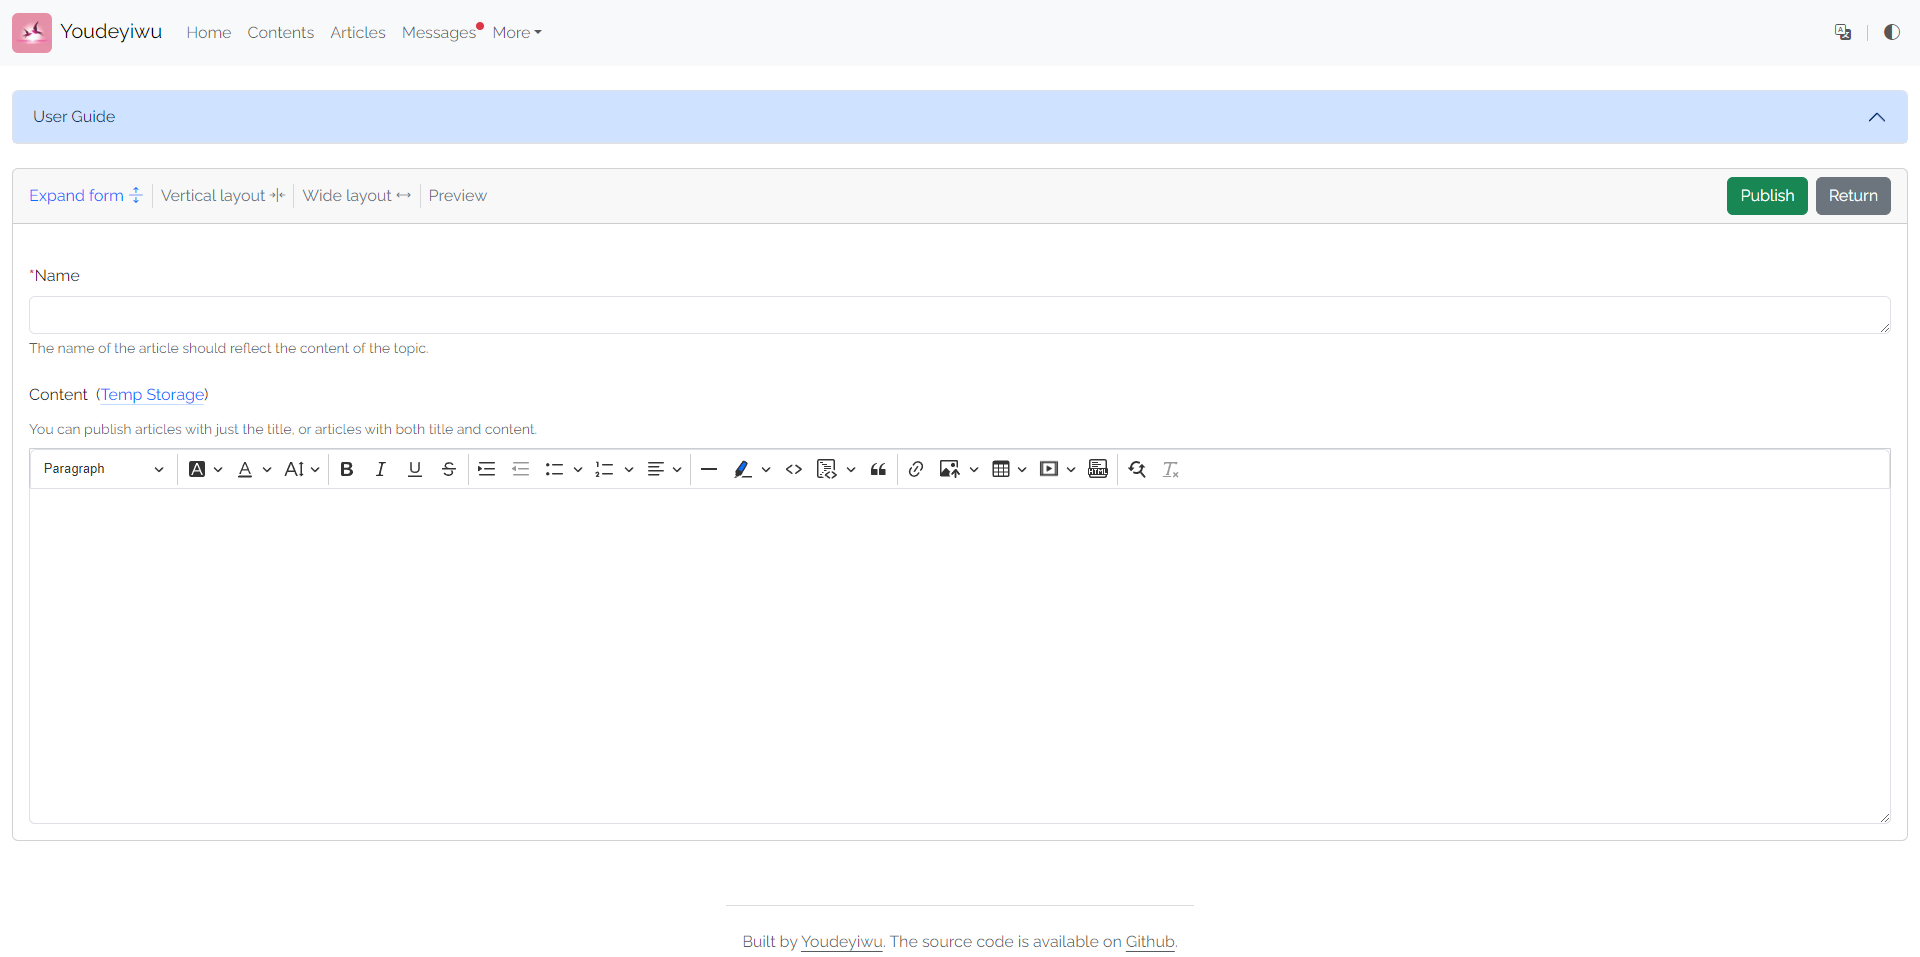 Youdeyiwu Home Contents Articles Messages More
User Guide
Expand form Vertical layout Wide layout Preview Publish Return
*Name
The name of the article should reflect the content of the topic.
Content (Temp Storage)
You can publish articles with just the title, or articles with both title and content.
Paragraph
Built by Youdeyiwu. The source code is available on Github.